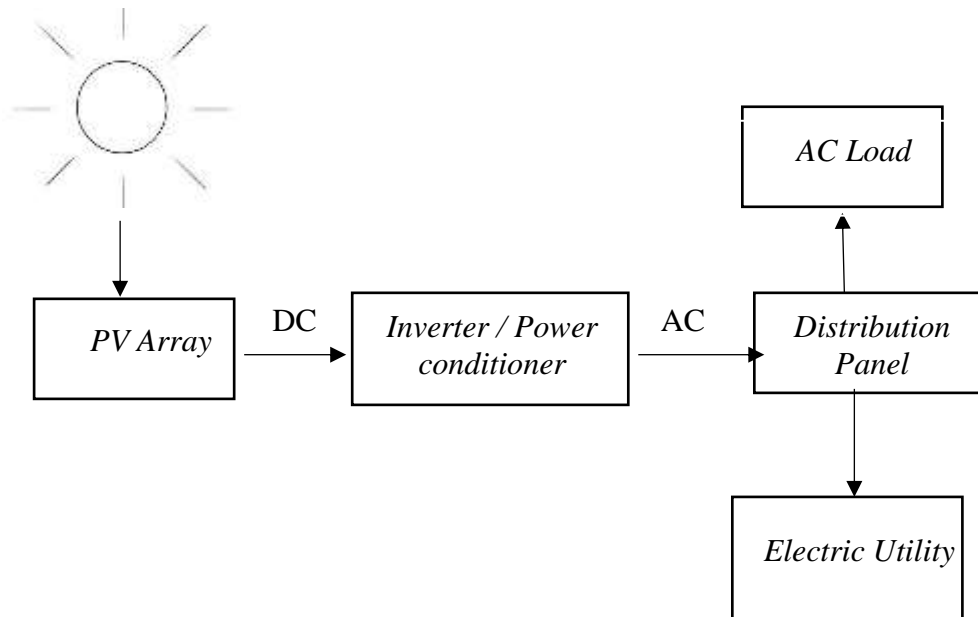 AC Load
PV Array
DC
Inverter / Power
conditioner
AC
Distribution
Panel
Electric Utility